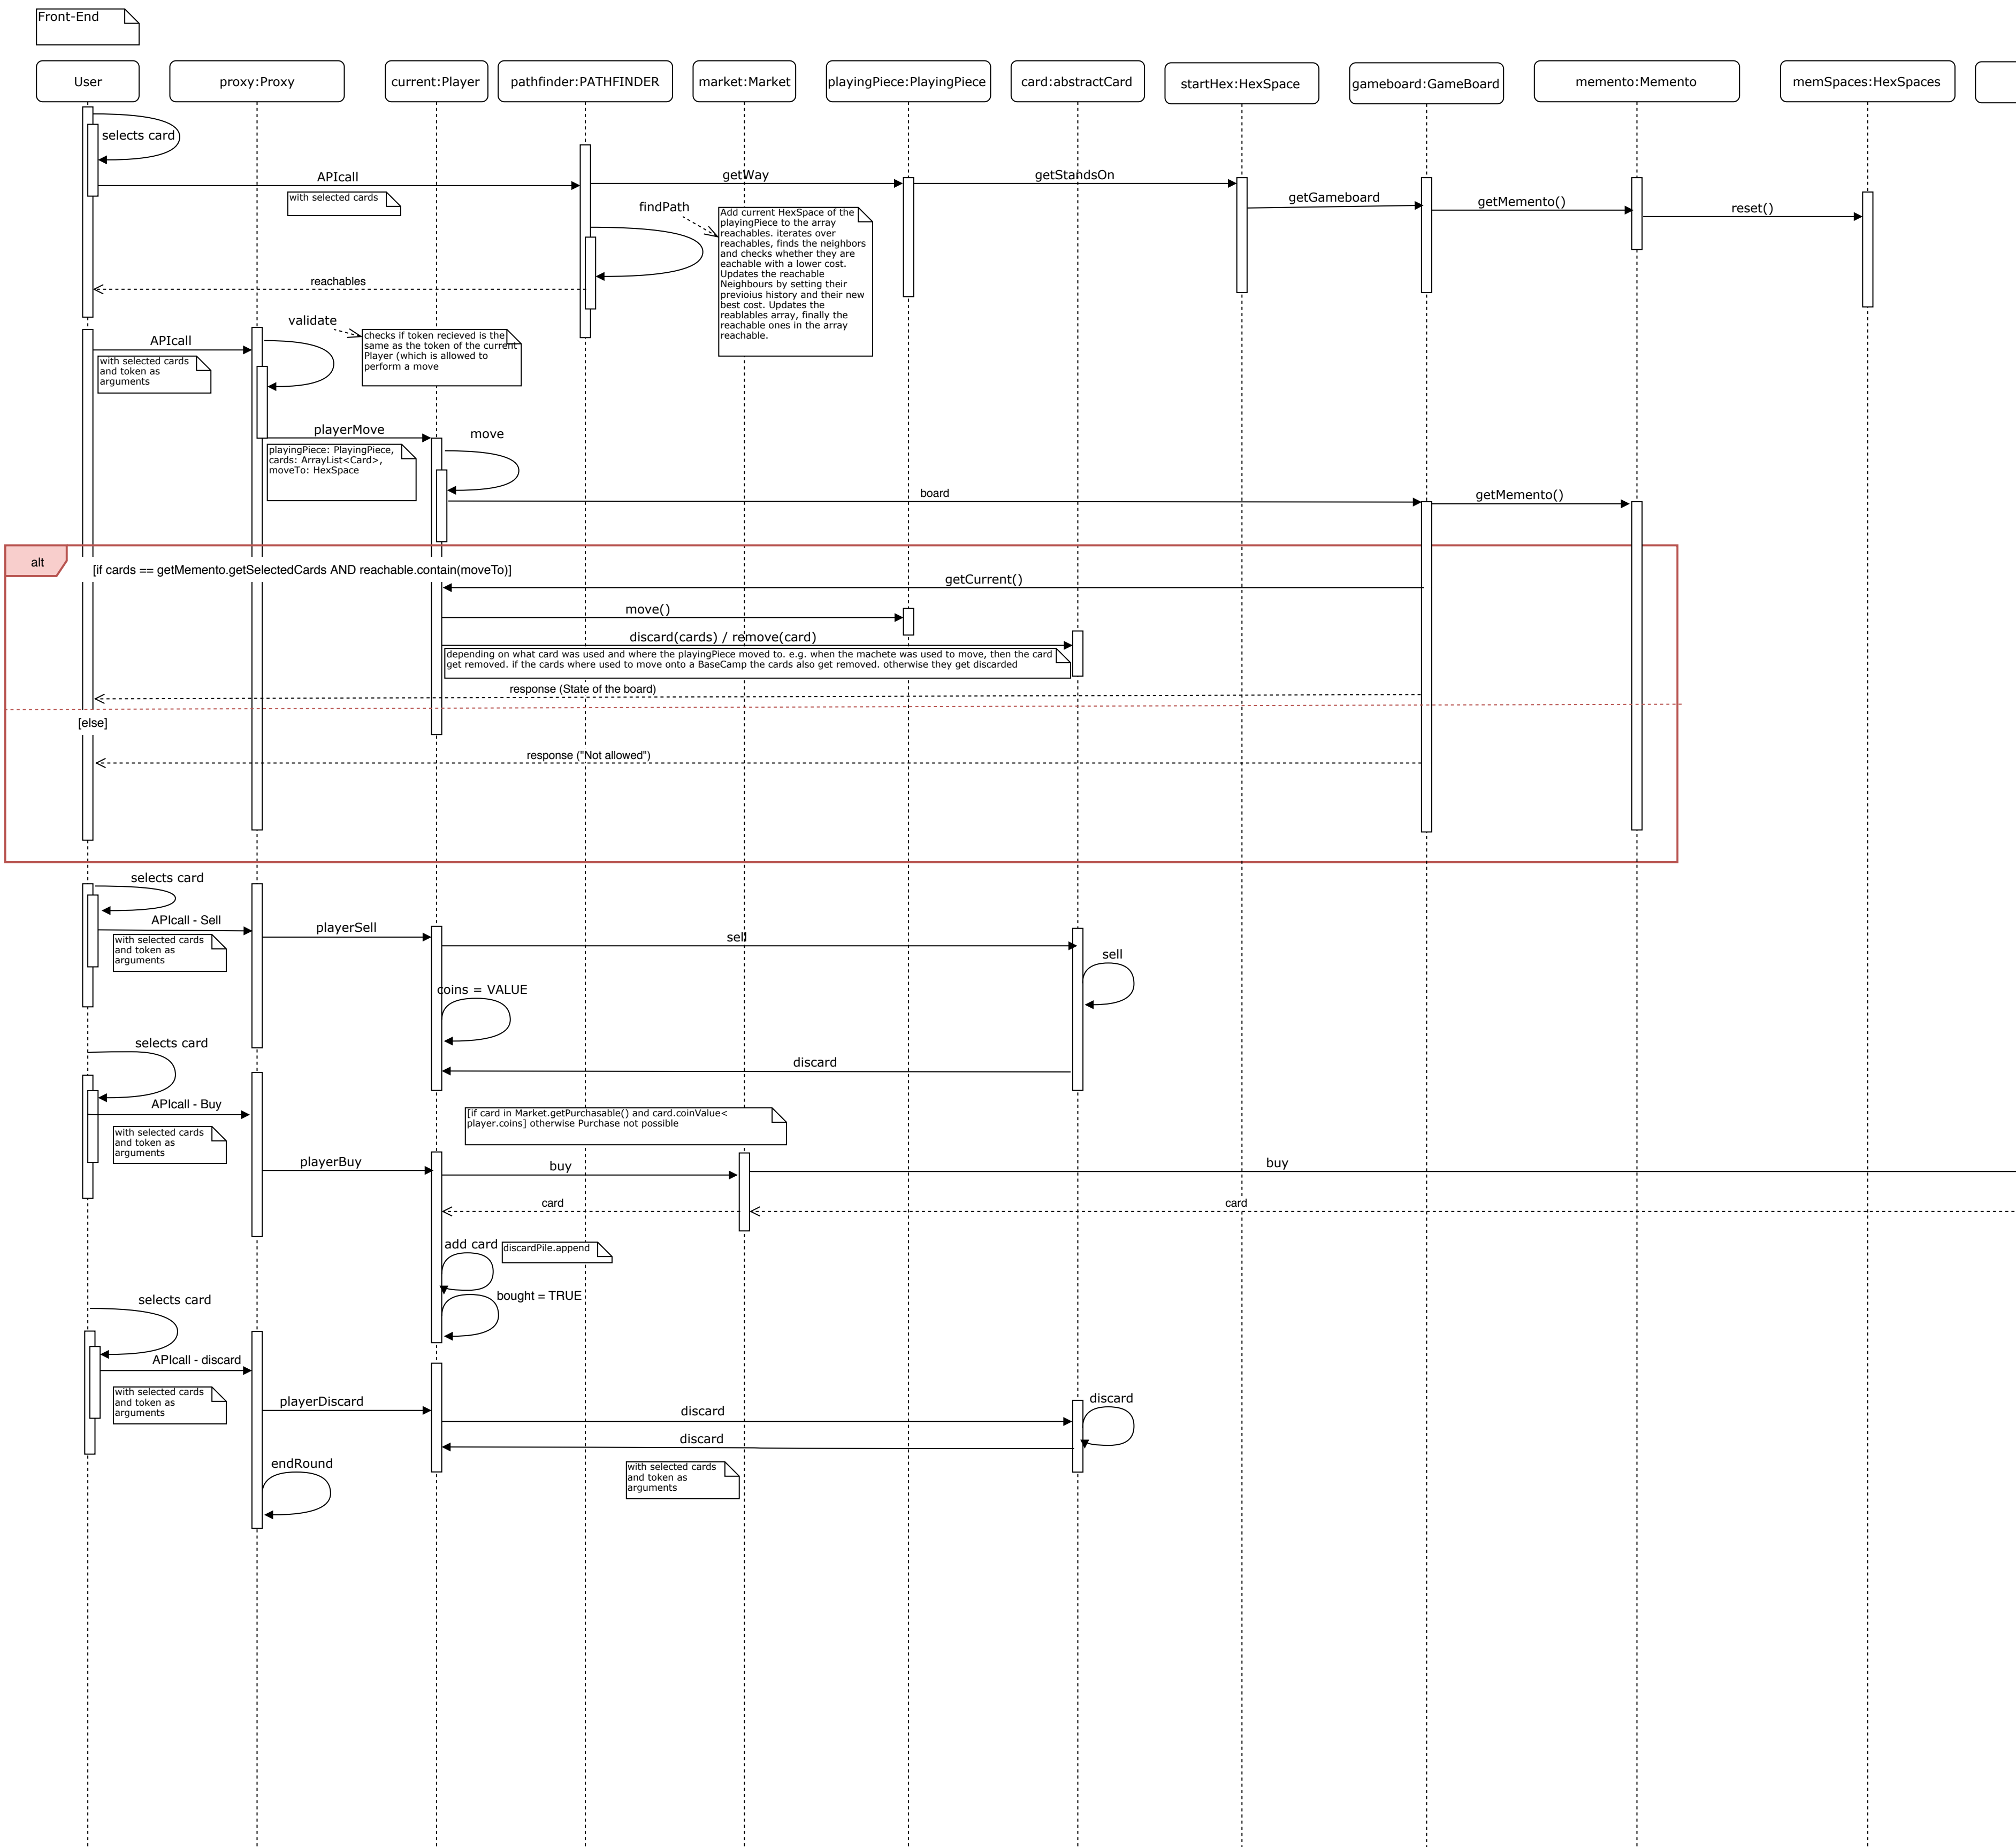 Front-End
User
proxy:Proxy
current:Player
pathfinder:PATHFINDER
market:Market
playingPiece:PlayingPiece
card:abstractCard
startHex:HexSpace
gameboard:GameBoard
memento:Memento
memSpaces:HexSpaces
selects card
APIcall
with selected cards
getWay
getStandsOn
getGameboard
getMemento()
reset()
findPath
Add current HexSpace of the
playingPiece to the array
reachables. iterates over
reachables, finds the neighbors
and checks whether they are
eachable with a lower cost.
Updates the reachable
Neighbours by setting their
previoius history and their new
best cost. Updates the
reablables array, finally the
reachable ones in the array
reachable.
reachables
validate
checks if token recieved is the
same as the token of the current
Player (which is allowed to
perform a move
APIcall
with selected cards
and token as
arguments
playerMove
playingPiece: PlayingPiece,
cards: ArrayList<Card>,
moveTo: HexSpace
move
board
getMemento()
alt
[if cards == getMemento.getSelectedCards AND reachable.contain(moveTo)]
getCurrent()
move()
discard(cards) / remove(card)
depending on what card was used and where the playingPiece moved to. e.g. when the machete was used to move, then the card
get removed. if the cards where used to move onto a BaseCamp the cards also get removed. otherwise they get discarded
response (State of the board)
[else]
response ("Not allowed")
selects card
APIcall - Sell
with selected cards
and token as
arguments
playerSell
sell
sell
coins = VALUE
discard
selects card
APIcall - Buy
with selected cards
and token as
arguments
[if card in Market.getPurchasable() and card.coinValue<
player.coins] otherwise Purchase not possible
playerBuy
buy
buy
card
card
add card
discardPile.append
bought = TRUE
selects card
APIcall - discard
with selected cards
and token as
arguments
playerDiscard
discard
discard
discard
with selected cards
and token as
arguments
endRound